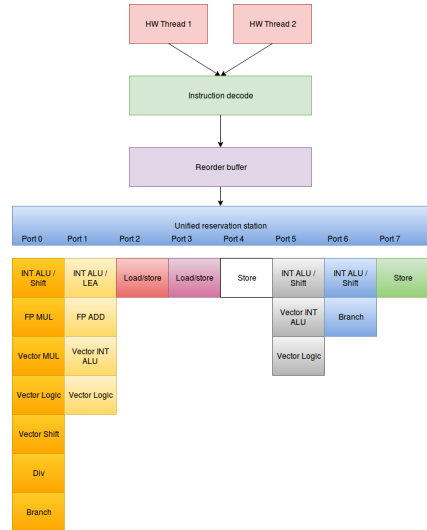 HW Thread 1
HW Thread 2
Instruction decode
Reorder buffer
Unified reservation station
Port 0 Port 1 Port 2 Port 3 Port 4 Port 5 Port 6 Port 7
INT ALU /
Shift
INT ALU /
LEA
Load/store
Load/store
Store
INT ALU /
Shift
INT ALU /
Shift
Store
FP MUL
FP ADD
Vector INT
ALU
Branch
Vector MUL
Vector INT
ALU
Vector Logic
Vector Logic
Vector Logic
Vector Shift
Div
Branch